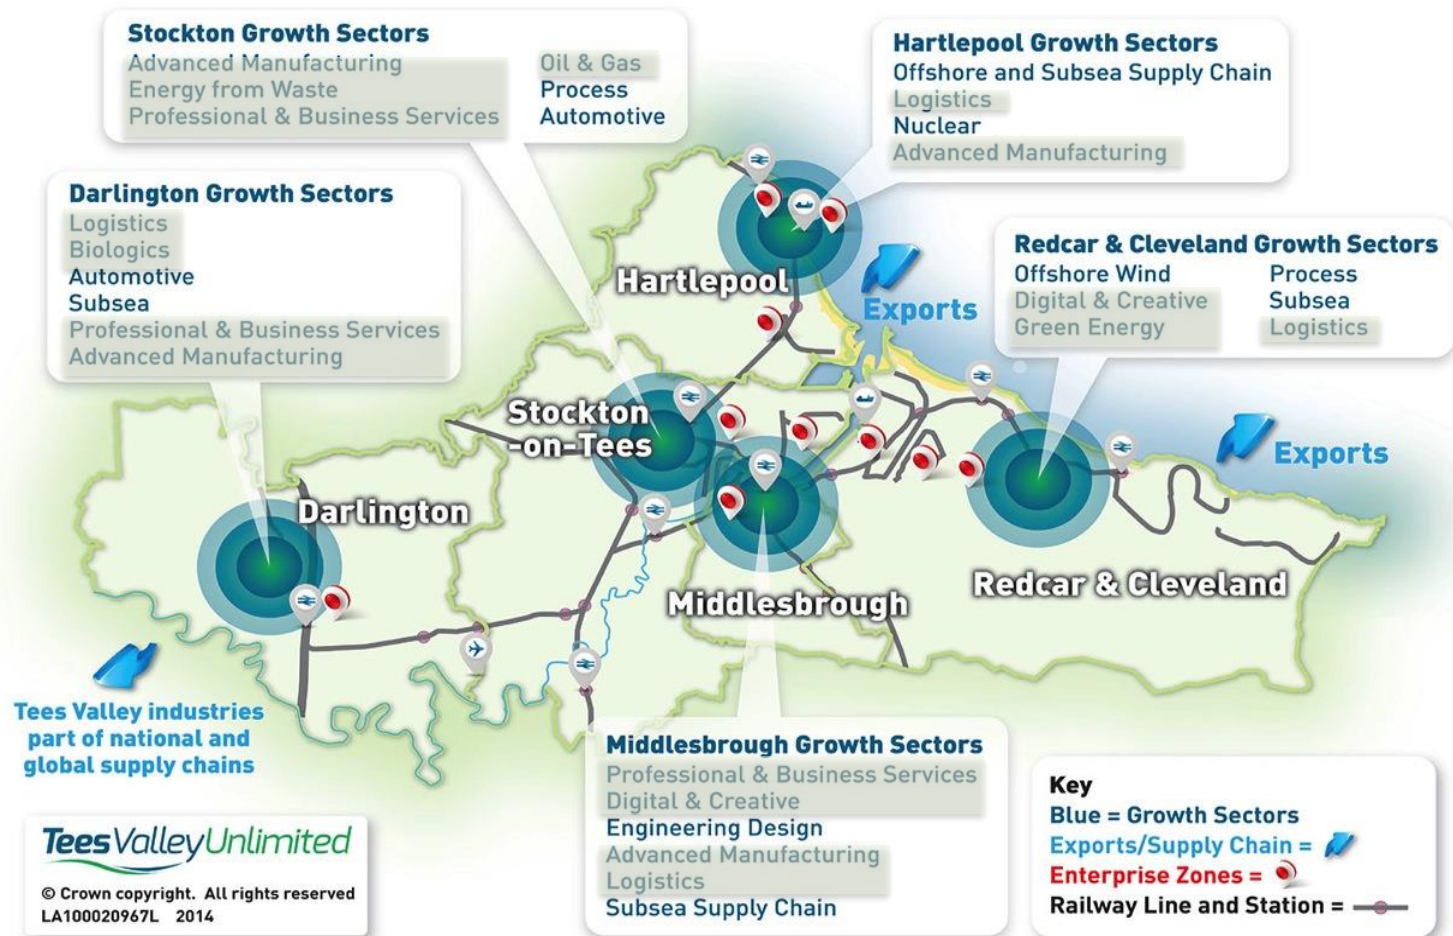 Stockton Growth Sectors
Advanced Manufacturing
Energy from Waste
Professional & Business Services
Oil & Gas
Process
Automotive
Hartlepool Growth Sectors
Offshore and Subsea Supply Chain
Logistics
Nuclear
Advanced Manufacturing
Darlington Growth Sectors
Logistics
Biologics
Automotive
Subsea
Professional & Business Services
Advanced Manufacturing
Redcar & Cleveland Growth Sectors
Offshore Wind
Digital & Creative
Green Energy
Process
Subsea
Logistics
Hartlepool
Exports
Stockton
-on-Tees
Exports
Darlington
Redcar & Cleveland
Middlesbrough
Tees Valley industries
part of national and
global supply chains
Middlesbrough Growth Sectors
Professional & Business Services
Digital & Creative
Engineering Design
Advanced Manufacturing
Logistics
Subsea Supply Chain
Key
Blue = Growth Sectors
Exports/Supply Chain =
Enterprise Zones =
Railway Line and Station =
TeesValleyUnlimited
© Crown copyright. All rights reserved
LA100020967L 2014